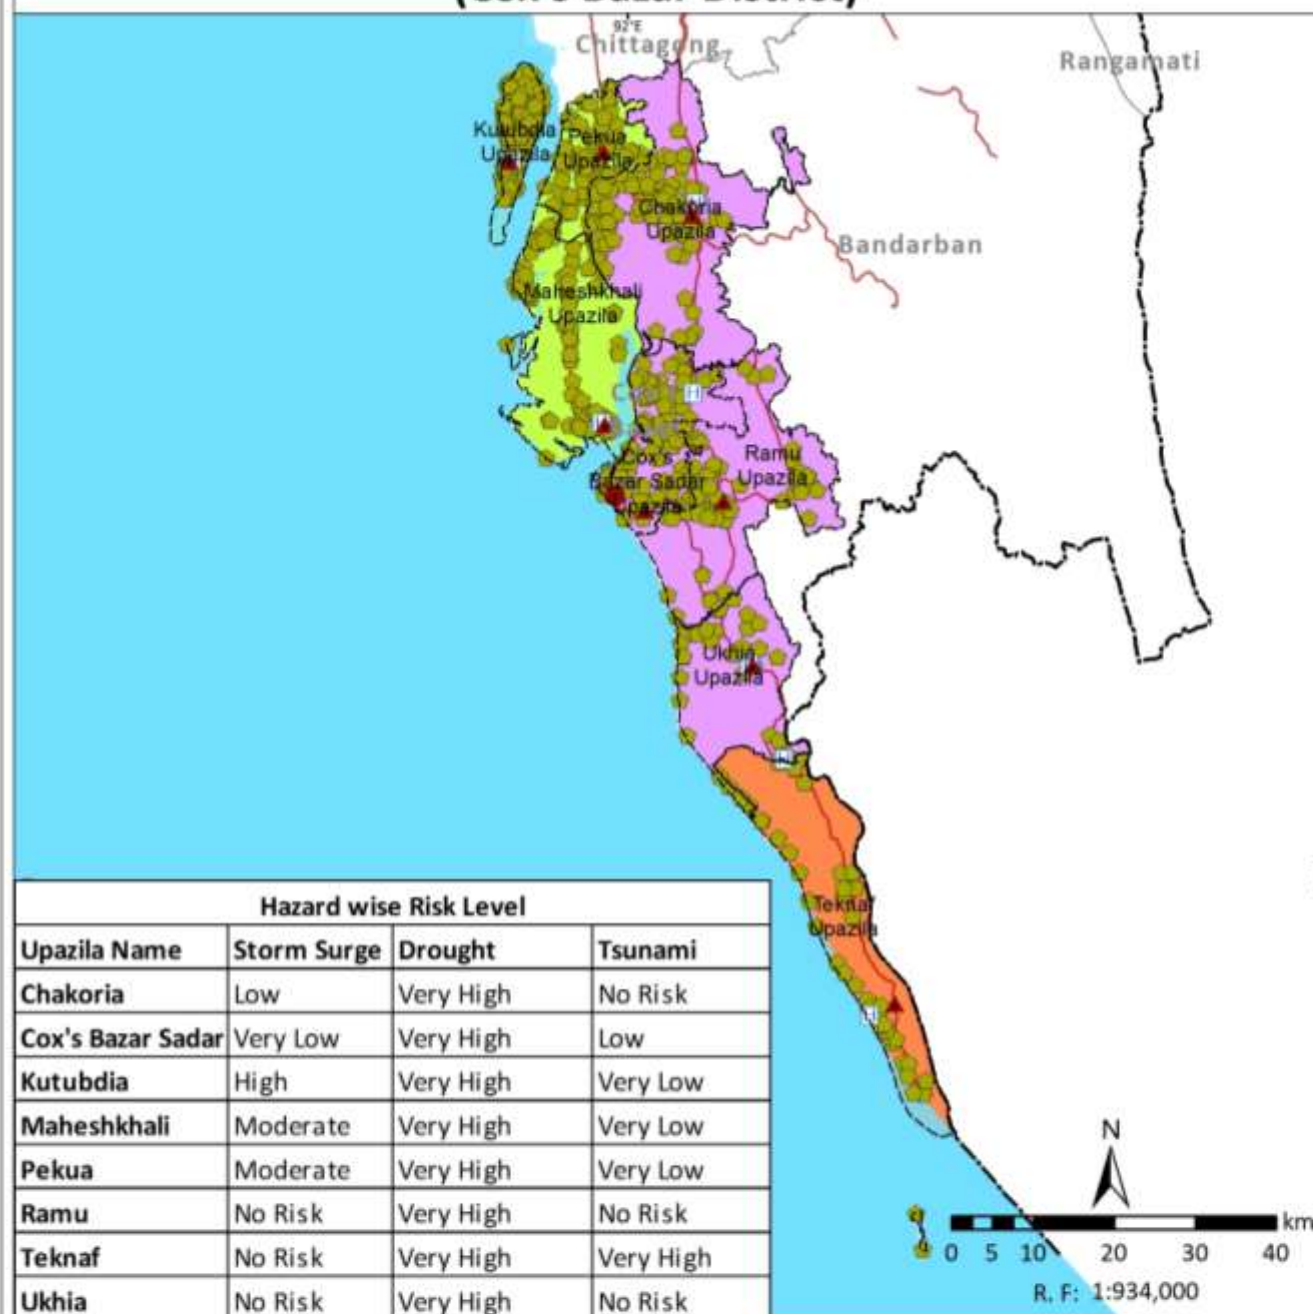 (Cox's Bazar District)
92°E
Chittagong
Rangamati
Kutubdia
Upazila
Pekua
Upazila
Chakoria
Upazila
Bandarban
Maheshkhali
Upazila
H
H
Ramu
Upazila
Cox's
Bazar Sadar
Upazila
Ukhia
Upazila
H
Teknaf
Upazila
H
Hazard wise Risk Level
Upazila Name Storm Surge Drought Tsunami
Chakoria Low Very High No Risk
Cox's Bazar Sadar Very Low Very High Low
Kutubdia High Very High Very Low
Maheshkhali Moderate Very High Very Low
Pekua Moderate Very High Very Low
Ramu No Risk Very High No Risk
Teknaf No Risk Very High Very High
Ukhia No Risk Very High No Risk
N
km
0 5 10 20 30 40
R. F: 1:934,000